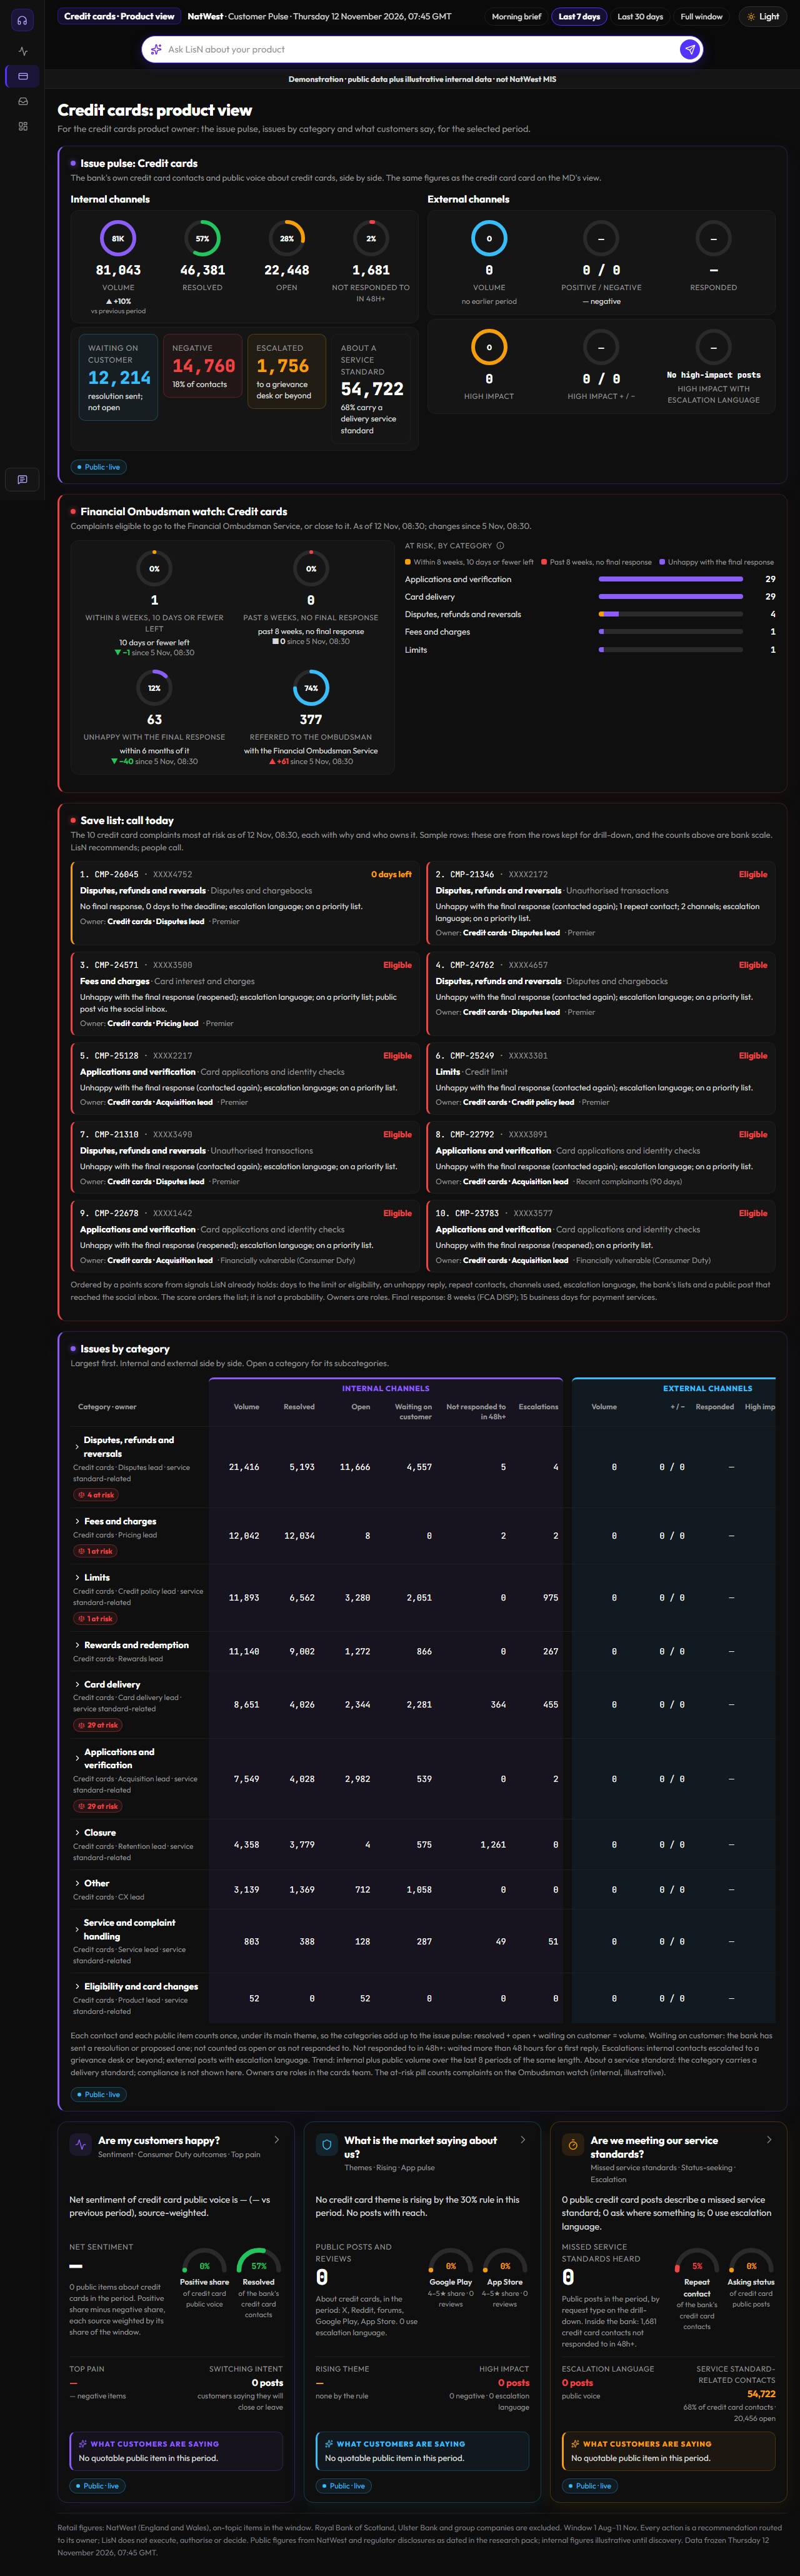 Credit cards · Product view
NatWest · Customer Pulse · Thursday 12 November 2026, 07:45 GMT
Morning brief
Last 7 days
Last 30 days
Full window
Light
Ask LisN about your product
Demonstration · public data plus illustrative internal data · not NatWest MIS
Credit cards: product view
For the credit cards product owner: the issue pulse, issues by category and what customers say, for the selected period.
Issue pulse: Credit cards
The bank's own credit card contacts and public voice about credit cards, side by side. The same figures as the credit card card on the MD's view.
Internal channels
81K
57%
28%
2%
81,043
46,381
22,448
1,681
VOLUME
RESOLVED
OPEN
NOT RESPONDED TO
IN 48H+
▲ +10%
vs previous period
WAITING ON
CUSTOMER
12,214
resolution sent;
not open
NEGATIVE
14,760
18% of contacts
ESCALATED
1,756
to a grievance
desk or beyond
ABOUT A
SERVICE
STANDARD
54,722
68% carry a
delivery service
standard
External channels
0
–
–
0
0 / 0
–
VOLUME
POSITIVE / NEGATIVE
RESPONDED
no earlier period
— negative
0
–
–
0
0 / 0
No high-impact posts
HIGH IMPACT
HIGH IMPACT + / −
HIGH IMPACT WITH
ESCALATION LANGUAGE
Public · live
Financial Ombudsman watch: Credit cards
Complaints eligible to go to the Financial Ombudsman Service, or close to it. As of 12 Nov, 08:30; changes since 5 Nov, 08:30.
0%
0%
1
0
WITHIN 8 WEEKS, 10 DAYS OR FEWER
LEFT
PAST 8 WEEKS, NO FINAL RESPONSE
10 days or fewer left
past 8 weeks, no final response
▼ −1 since 5 Nov, 08:30
■ 0 since 5 Nov, 08:30
12%
74%
63
377
UNHAPPY WITH THE FINAL RESPONSE
REFERRED TO THE OMBUDSMAN
within 6 months of it
with the Financial Ombudsman Service
▼ −40 since 5 Nov, 08:30
▲ +61 since 5 Nov, 08:30
AT RISK, BY CATEGORY
Within 8 weeks, 10 days or fewer left
Past 8 weeks, no final response
Unhappy with the final response
Applications and verification 29
Card delivery 29
Disputes, refunds and reversals 4
Fees and charges 1
Limits 1
Save list: call today
The 10 credit card complaints most at risk as of 12 Nov, 08:30, each with why and who owns it. Sample rows: these are from the rows kept for drill-down, and the counts above are bank scale.
LisN recommends; people call.
1. CMP-26045 · XXXX4752 0 days left
Disputes, refunds and reversals · Disputes and chargebacks
No final response, 0 days to the deadline; escalation language; on a priority list.
Owner: Credit cards · Disputes lead · Premier
2. CMP-21346 · XXXX2172 Eligible
Disputes, refunds and reversals · Unauthorised transactions
Unhappy with the final response (contacted again); 1 repeat contact; 2 channels; escalation
language; on a priority list.
Owner: Credit cards · Disputes lead · Premier
3. CMP-24571 · XXXX3500 Eligible
Fees and charges · Card interest and charges
Unhappy with the final response (reopened); escalation language; on a priority list; public
post via the social inbox.
Owner: Credit cards · Pricing lead · Premier
4. CMP-24762 · XXXX4657 Eligible
Disputes, refunds and reversals · Disputes and chargebacks
Unhappy with the final response (contacted again); escalation language; on a priority list.
Owner: Credit cards · Disputes lead · Premier
5. CMP-25128 · XXXX2217 Eligible
Applications and verification · Card applications and identity checks
Unhappy with the final response (contacted again); escalation language; on a priority list.
Owner: Credit cards · Acquisition lead · Premier
6. CMP-25249 · XXXX3301 Eligible
Limits · Credit limit
Unhappy with the final response (contacted again); escalation language; on a priority list.
Owner: Credit cards · Credit policy lead · Premier
7. CMP-21310 · XXXX3490 Eligible
Disputes, refunds and reversals · Unauthorised transactions
Unhappy with the final response (contacted again); escalation language; on a priority list.
Owner: Credit cards · Disputes lead · Premier
8. CMP-22792 · XXXX3091 Eligible
Applications and verification · Card applications and identity checks
Unhappy with the final response (contacted again); escalation language; on a priority list.
Owner: Credit cards · Acquisition lead · Recent complainants (90 days)
9. CMP-22678 · XXXX1442 Eligible
Applications and verification · Card applications and identity checks
Unhappy with the final response (reopened); escalation language; on a priority list.
Owner: Credit cards · Acquisition lead · Financially vulnerable (Consumer Duty)
10. CMP-23783 · XXXX3577 Eligible
Applications and verification · Card applications and identity checks
Unhappy with the final response (reopened); on a priority list.
Owner: Credit cards · Acquisition lead · Financially vulnerable (Consumer Duty)
Ordered by a points score from signals LisN already holds: days to the limit or eligibility, an unhappy reply, repeat contacts, channels used, escalation language, the bank's lists and a public post that
reached the social inbox. The score orders the list; it is not a probability. Owners are roles. Final response: 8 weeks (FCA DISP); 15 business days for payment services.
Issues by category
Largest first. Internal and external side by side. Open a category for its subcategories.
INTERNAL CHANNELS
EXTERNAL CHANNELS
Category · owner Volume Resolved Open Waiting on Not responded to Escalations Volume + / − Responded High imp
customer in 48h+
Disputes, refunds and
reversals
Credit cards · Disputes lead · service
standard-related
4 at risk
21,416 5,193 11,666 4,557 5 4 0 0 / 0 –
Fees and charges
Credit cards · Pricing lead
1 at risk
12,042 12,034 8 0 2 2 0 0 / 0 –
Limits
Credit cards · Credit policy lead · service
standard-related
1 at risk
11,893 6,562 3,280 2,051 0 975 0 0 / 0 –
Rewards and redemption
Credit cards · Rewards lead
11,140 9,002 1,272 866 0 267 0 0 / 0 –
Card delivery
Credit cards · Card delivery lead ·
service standard-related
29 at risk
8,651 4,026 2,344 2,281 364 455 0 0 / 0 –
Applications and
verification
Credit cards · Acquisition lead · service
standard-related
29 at risk
7,549 4,028 2,982 539 0 2 0 0 / 0 –
Closure
Credit cards · Retention lead · service
standard-related
4,358 3,779 4 575 1,261 0 0 0 / 0 –
Other
Credit cards · CX lead
3,139 1,369 712 1,058 0 0 0 0 / 0 –
Service and complaint
handling
Credit cards · Service lead · service
standard-related
803 388 128 287 49 51 0 0 / 0 –
Eligibility and card changes
Credit cards · Product lead · service
standard-related
52 0 52 0 0 0 0 0 / 0 –
Each contact and each public item counts once, under its main theme, so the categories add up to the issue pulse: resolved + open + waiting on customer = volume. Waiting on customer: the bank has
sent a resolution or proposed one; not counted as open or as not responded to. Not responded to in 48h+: waited more than 48 hours for a first reply. Escalations: internal contacts escalated to a
grievance desk or beyond; external posts with escalation language. Trend: internal plus public volume over the last 8 periods of the same length. About a service standard: the category carries a
delivery standard; compliance is not shown here. Owners are roles in the cards team. The at-risk pill counts complaints on the Ombudsman watch (internal, illustrative).
Public · live
Are my customers happy?
Sentiment · Consumer Duty outcomes · Top pain
Net sentiment of credit card public voice is — (— vs
previous period), source-weighted.
NET SENTIMENT
—
0 public items about credit
cards in the period. Positive
share minus negative share,
each source weighted by its
share of the window.
0%
Positive share
of credit card
public voice
57%
Resolved
of the bank's
credit card
contacts
TOP PAIN
—
— negative items
SWITCHING INTENT
0 posts
customers saying they will
close or leave
WHAT CUSTOMERS ARE SAYING
No quotable public item in this period.
Public · live
What is the market saying about
us?
Themes · Rising · App pulse
No credit card theme is rising by the 30% rule in this
period. No posts with reach.
PUBLIC POSTS AND
REVIEWS
0
About credit cards, in the
period: X, Reddit, forums,
Google Play, App Store. 0 use
escalation language.
0%
Google Play
4–5★ share · 0
reviews
0%
App Store
4–5★ share · 0
reviews
RISING THEME
—
none by the rule
HIGH IMPACT
0 posts
0 negative · 0 escalation
language
WHAT CUSTOMERS ARE SAYING
No quotable public item in this period.
Public · live
Are we meeting our service
standards?
Missed service standards · Status-seeking ·
Escalation
0 public credit card posts describe a missed service
standard; 0 ask where something is; 0 use escalation
language.
MISSED SERVICE
STANDARDS HEARD
0
Public posts in the period, by
request type on the drill-
down. Inside the bank: 1,681
credit card contacts not
responded to in 48h+.
5%
Repeat
contact
of the bank's
credit card
contacts
0%
Asking status
of credit card
public posts
ESCALATION LANGUAGE
0 posts
public voice
SERVICE STANDARD-
RELATED CONTACTS
54,722
68% of credit card contacts ·
20,456 open
WHAT CUSTOMERS ARE SAYING
No quotable public item in this period.
Public · live
Retail figures: NatWest (England and Wales), on-topic items in the window. Royal Bank of Scotland, Ulster Bank and group companies are excluded. Window 1 Aug–11 Nov. Every action is a recommendation routed
to its owner; LisN does not execute, authorise or decide. Public figures from NatWest and regulator disclosures as dated in the research pack; internal figures illustrative until discovery. Data frozen Thursday 12
November 2026, 07:45 GMT.